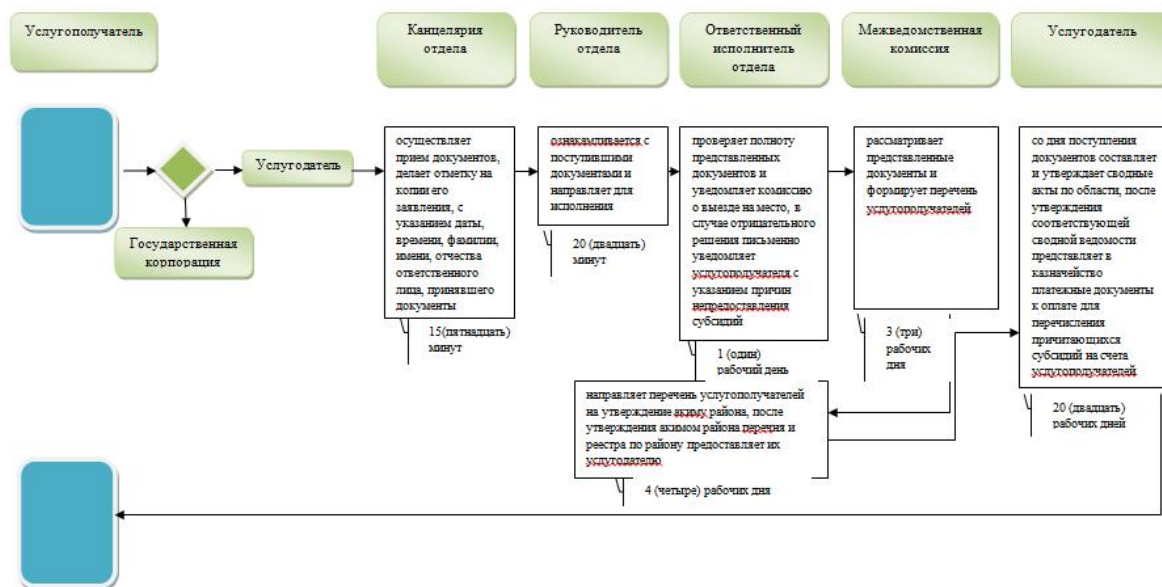 Услугополучатель
Канцелярия
отдела
Руководитель
отдела
Ответственный
исполнитель
отдела
Межведомственная
комиссия
Услугодатель
Услугодатель
Государственная
корпорация
осуществляет
прием документов,
делает отметку на
копии его
заявления, с
указанием даты,
времени, фамилии,
имени, отчества
ответственного
лица, принявшего
документы
15(пятнадцать)
минут
ознакамливается с
поступившими
документами и
направляет для
исполнения
20 (двадцать)
минут
проверяет полноту
представленных
документов и
уведомляет комиссию
о выезде на место, в
случае отрицательного
решения письменно
уведомляет
услугополучателя с
указанием причин
непредоставления
субсидий
1 (один)
рабочий день
рассматривает
представленные
документы и
формирует перечень
услугополучателей
3 (три)
рабочих
дня
со дня поступления
документов составляет
и утверждает сводные
акты по области, после
утверждения
соответствующей
сводной ведомости
представляет в
казначейство
платежные документы
к оплате для
перечисления
причитающихся
субсидий на счета
услугополучателей
20 (двадцать)
рабочих дней
направляет перечень услугополучателей
на утверждение акиму района, после
утверждения акимом района перечня и
реестра по району предоставляет их
услугодателю
4 (четыре) рабочих дня